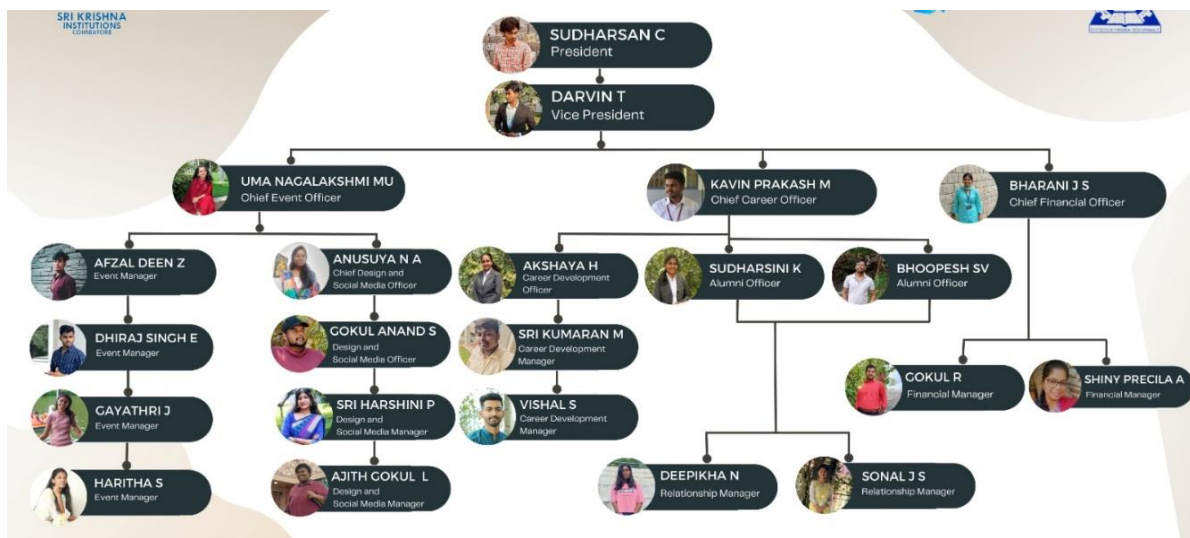 SRI KRISHNA
INSTITUTIONS
COIMBATORE
SUDHARSAN C
President
DARVIN T
Vice President
UMA NAGALAKSHMI MU
Chief Event Officer
KAVIN PRAKASH M
Chief Career Officer
BHARANI J S
Chief Financial Officer
AFZAL DEEN Z
Event Manager
ANUSUYA N A
Chief Design and
Social Media Officer
AKSHAYA H
Career Development
Officer
SUDHARSINI K
Alumni Officer
BHOOPESH SV
Alumni Officer
DHIRAJ SINGH E
Event Manager
GOKUL ANAND S
Design and
Social Media Officer
SRI KUMARAN M
Career Development
Manager
GOKUL R
Financial Manager
SHINY PRECILA A
Financial Manager
GAYATHRI J
Event Manager
SRI HARSHINI P
Design and
Social Media Manager
VISHAL S
Career Development
Manager
HARITHA S
Event Manager
AJITH GOKUL L
Design and
Social Media Manager
DEEPIKHA N
Relationship Manager
SONAL J S
Relationship Manager